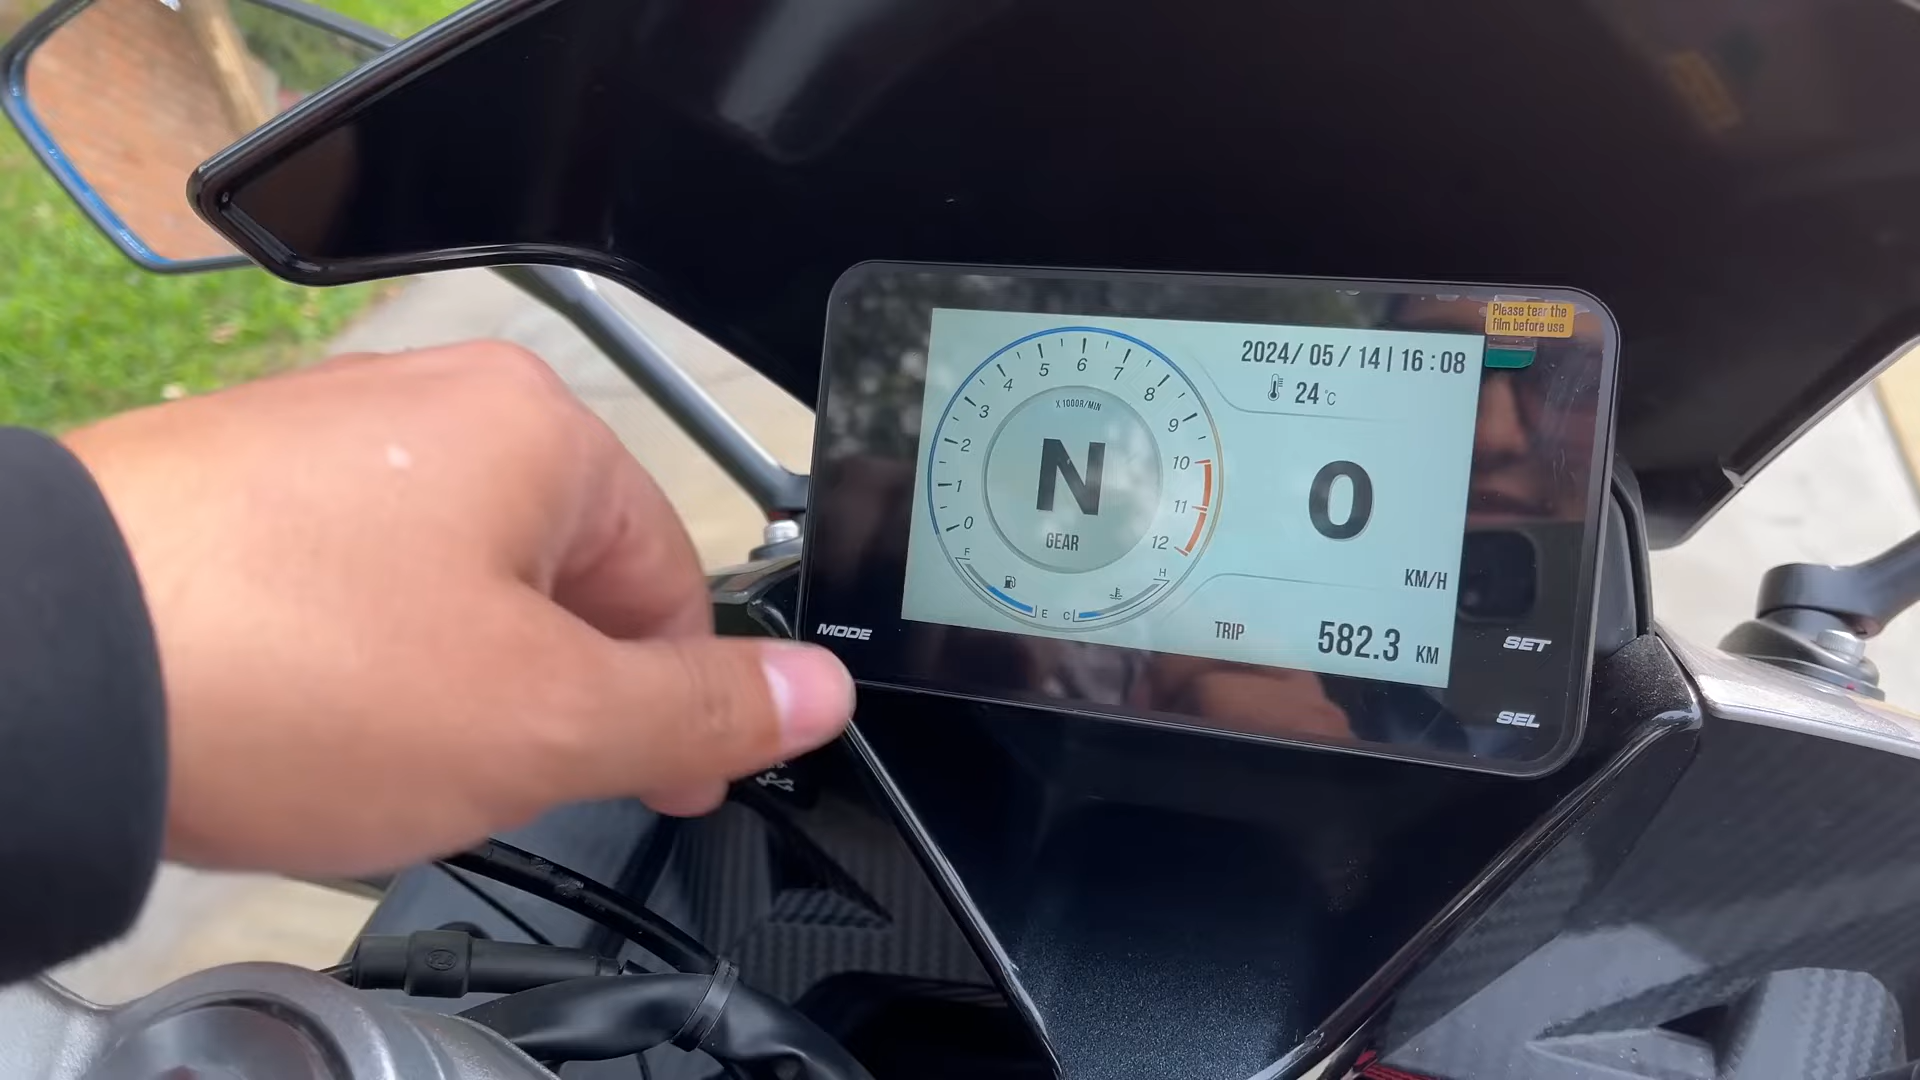 Please tear the
film before use
2024/05/14|16:08
24°C
0
1
2
3
4
5
6
7
8
9
10
11
12
X 1000R/MIN
N
GEAR
0
KM/H
F
E
C
H
TRIP 582.3 KM
MODE
SET
SEL